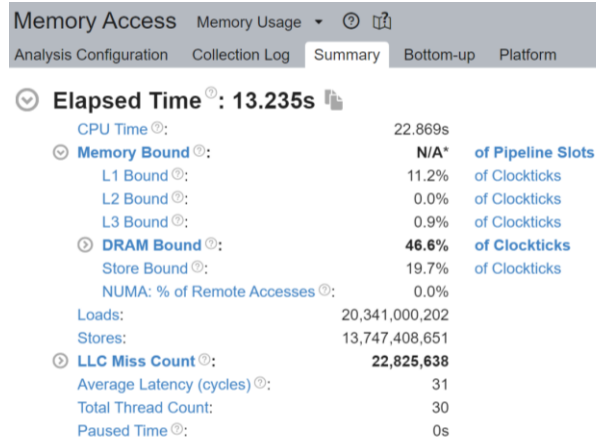 Memory Access Memory Usage
Analysis Configuration Collection Log Summary Bottom-up Platform
Elapsed Time: 13.235s
CPU Time: 22.869s
Memory Bound: N/A* of Pipeline Slots
L1 Bound: 11.2% of Clockticks
L2 Bound: 0.0% of Clockticks
L3 Bound: 0.9% of Clockticks
DRAM Bound: 46.6% of Clockticks
Store Bound: 19.7% of Clockticks
NUMA: % of Remote Accesses: 0.0%
Loads: 20,341,000,202
Stores: 13,747,408,651
LLC Miss Count: 22,825,638
Average Latency (cycles): 31
Total Thread Count: 30
Paused Time: 0s